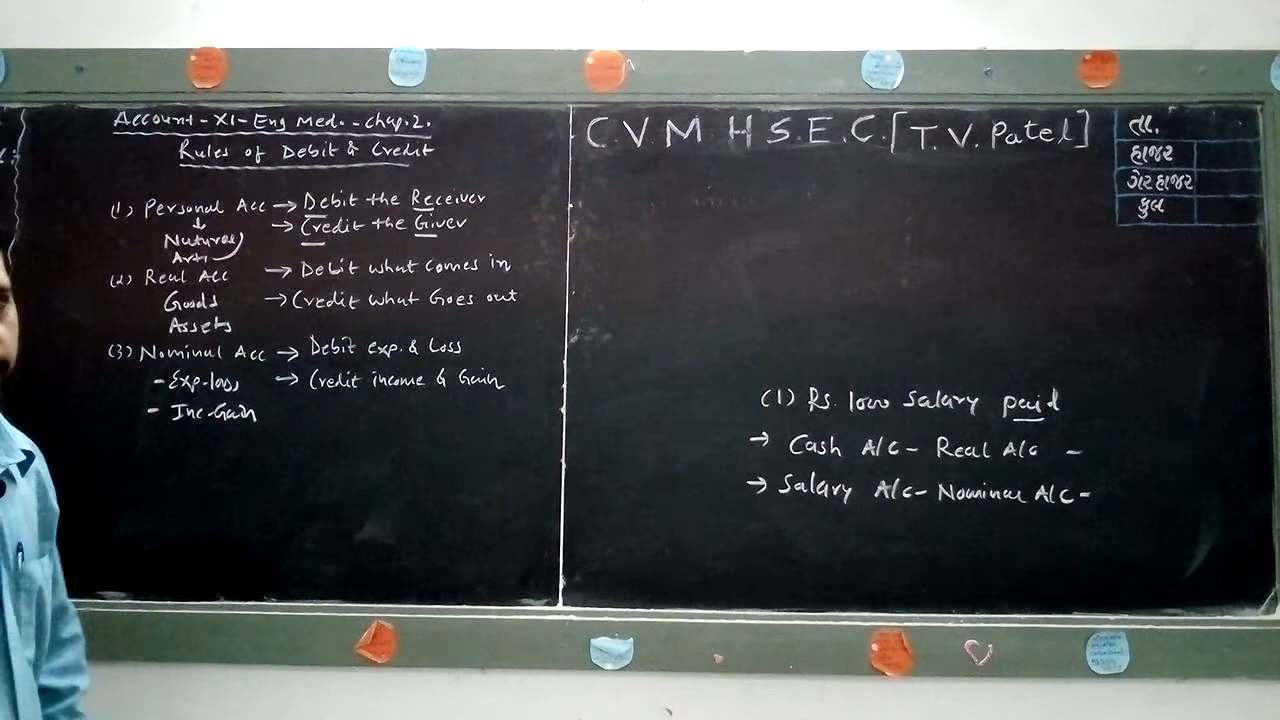 Account-XI-Eng Med.-Chap.2.
Rules of Debit & Credit
(1) Personal Acc → Debit the Receiver
→ Credit the Giver
Natural
Arti
(2) Real Acc → Debit what comes in
Goods → Credit what Goes out
Assets
(3) Nominal Acc → Debit exp. & Loss
- Exp-loss → Credit income & Gain
- Inc-Gain
C.V.M H.S.E.C.[T.V. Patel]
તા.
હાજર
ગેરહાજર
કુલ
(1) Rs. 1000 Salary paid
→ Cash A/C - Real A/C -
→ Salary A/C - Nominal A/C -